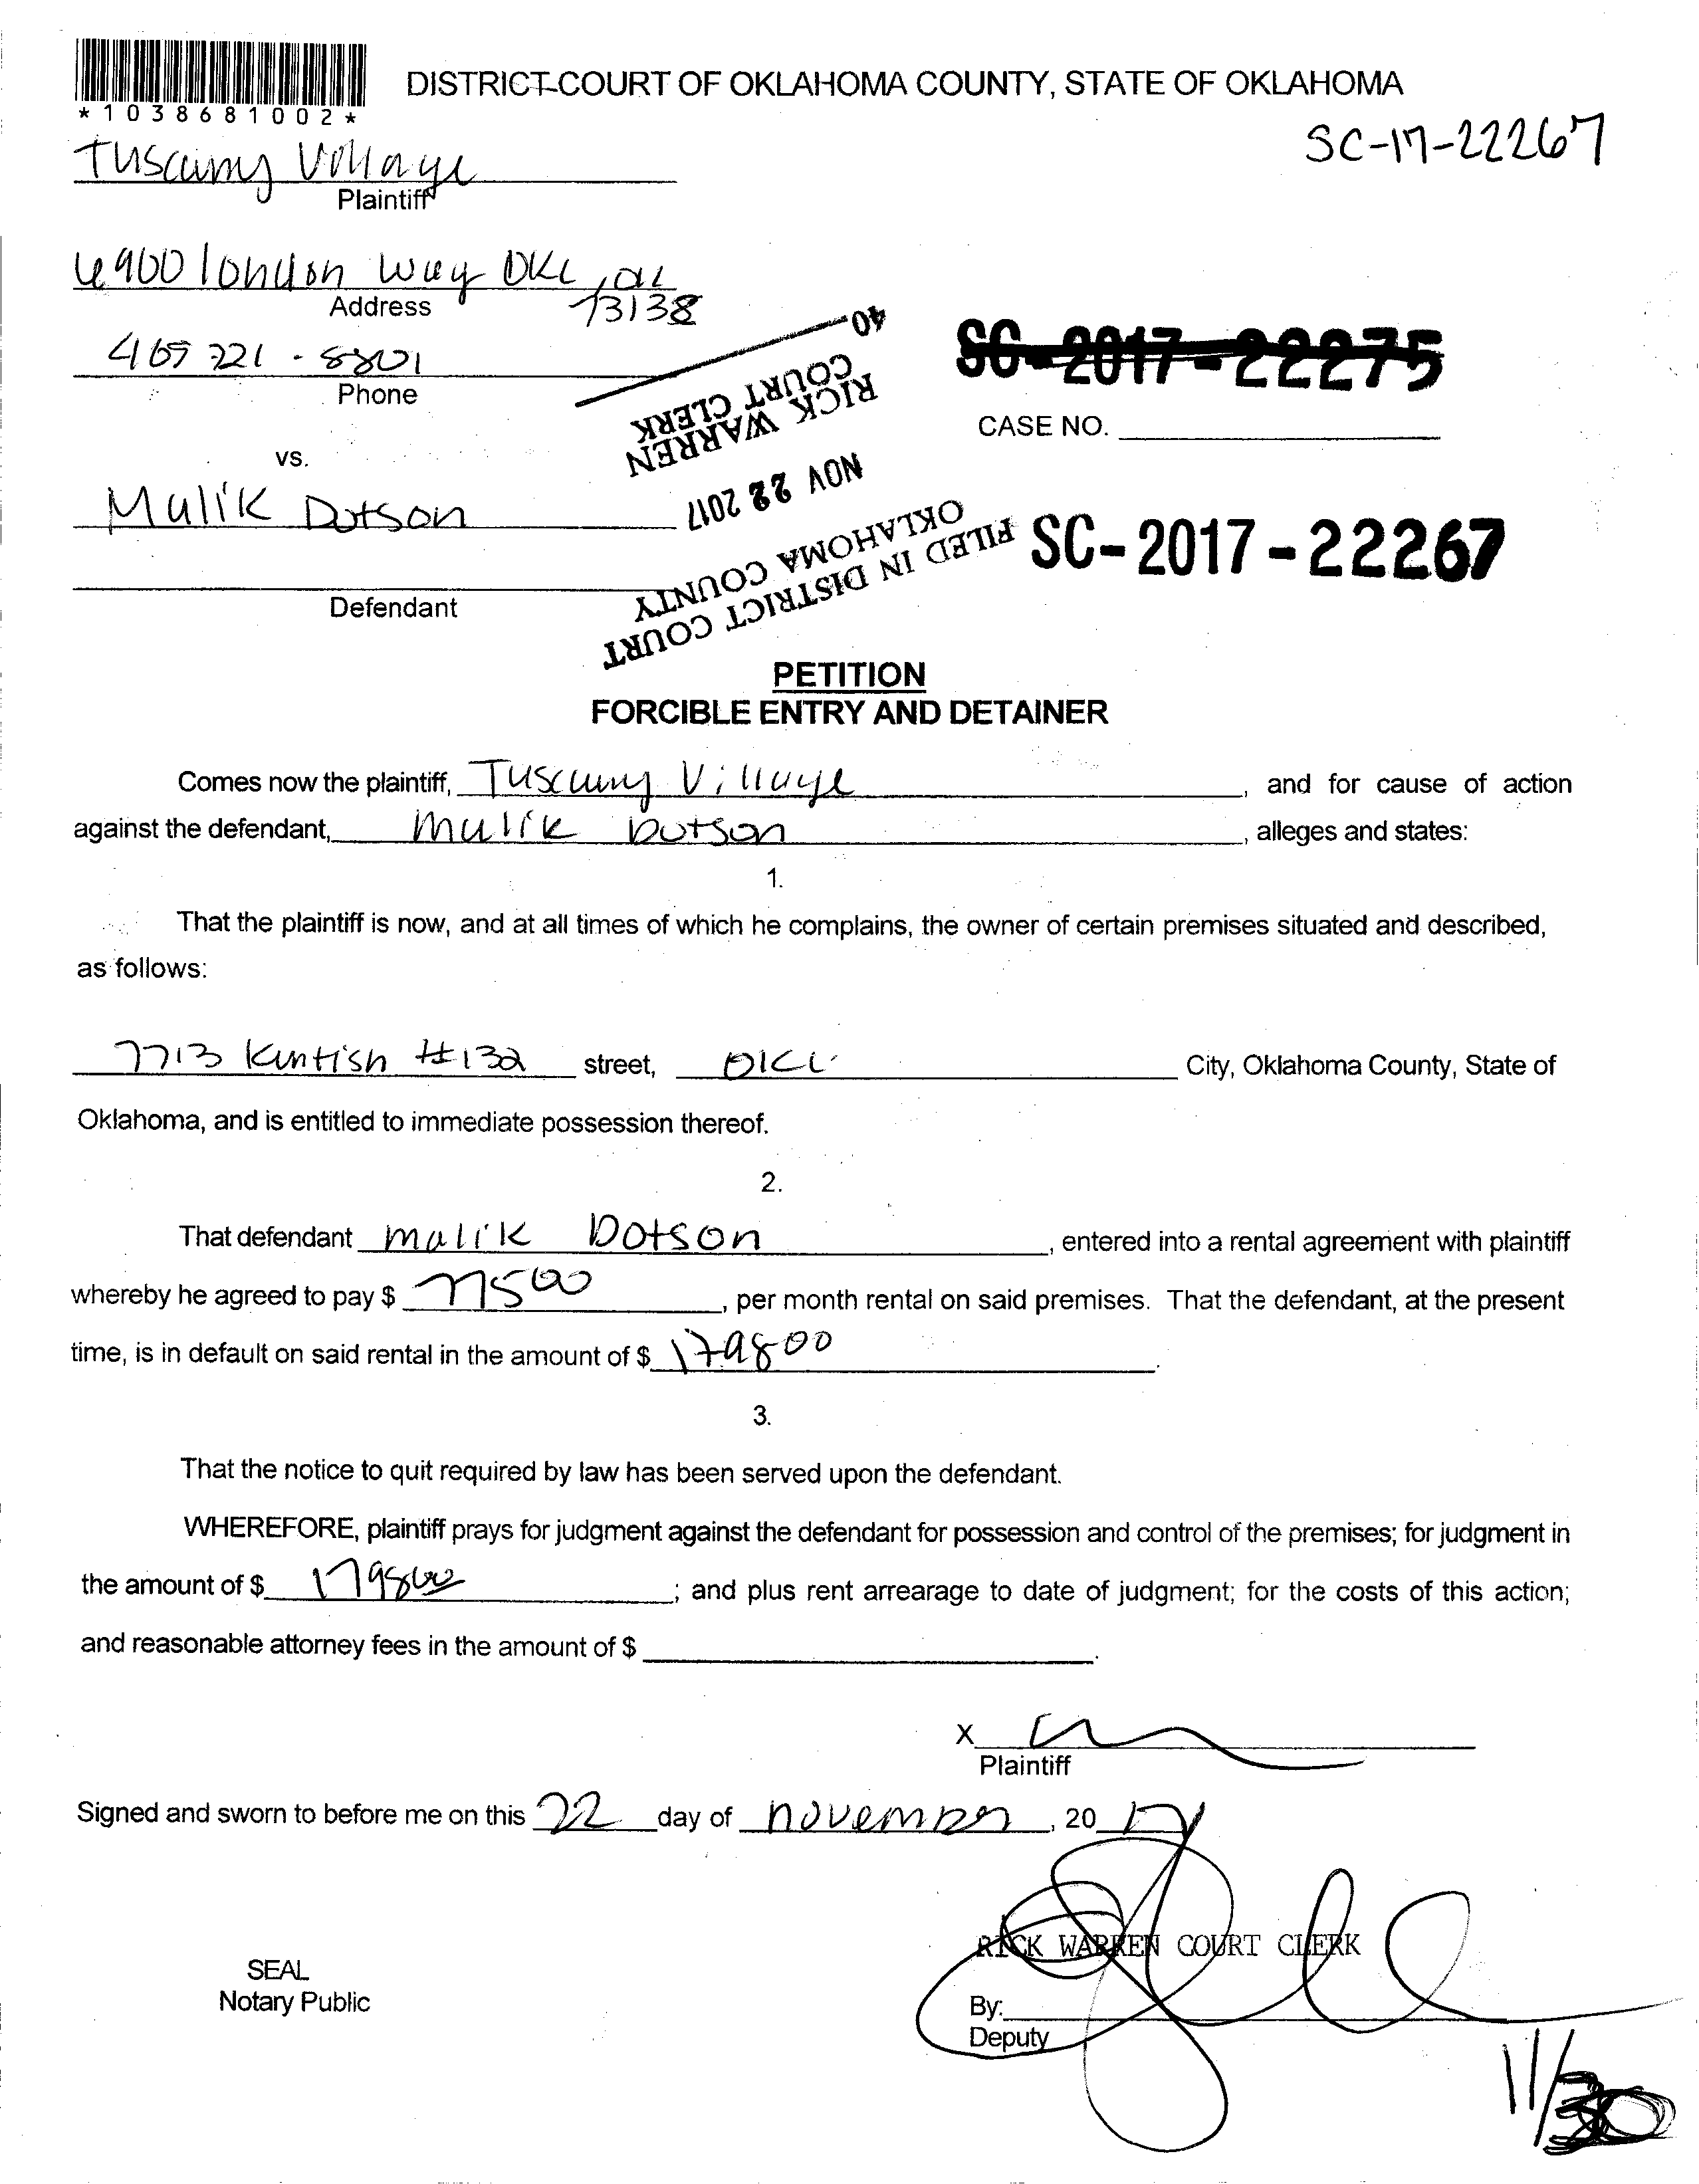 *1038681002*
DISTRICT COURT OF OKLAHOMA COUNTY, STATE OF OKLAHOMA
SC-17-22267
Tuscany Village
Plaintiff
6900 london way OKC, OK
Address
73138
405 721 - 8801
Phone
40
RICK WARREN
COURT CLERK
SC-2017-22275
CASE NO.
vs.
NOV 22 2017
Malik Dotson
FILED IN DISTRICT COURT
OKLAHOMA COUNTY
SC-2017-22267
Defendant
PETITION
FORCIBLE ENTRY AND DETAINER
Comes now the plaintiff, Tuscany Village, and for cause of action
against the defendant, Malik Dotson, alleges and states:
1.
That the plaintiff is now, and at all times of which he complains, the owner of certain premises situated and described,
as follows:
7713 Kentish #132 street, OKC City, Oklahoma County, State of
Oklahoma, and is entitled to immediate possession thereof.
2.
That defendant Malik Dotson, entered into a rental agreement with plaintiff
whereby he agreed to pay $ 77500, per month rental on said premises. That the defendant, at the present
time, is in default on said rental in the amount of $ 179800.
3.
That the notice to quit required by law has been served upon the defendant.
WHEREFORE, plaintiff prays for judgment against the defendant for possession and control of the premises; for judgment in
the amount of $ 179800; and plus rent arrearage to date of judgment; for the costs of this action;
and reasonable attorney fees in the amount of $.
X
Plaintiff
Signed and sworn to before me on this 22 day of november, 20 17
RICK WARREN COURT CLERK
SEAL
Notary Public
By:
Deputy
11/30